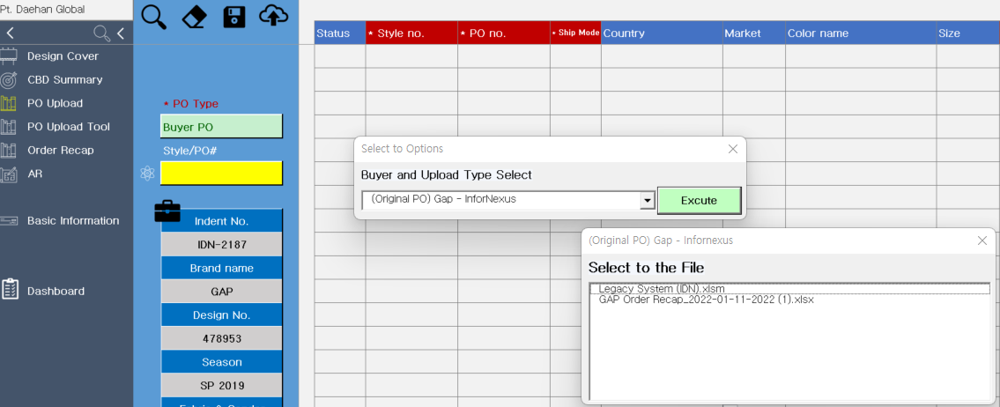 Pt. Daehan Global
Design Cover
CBD Summary
PO Upload
PO Upload Tool
Order Recap
AR
Basic Information
Dashboard
* PO Type
Buyer PO
Style/PO#
Indent No.
IDN-2187
Brand name
GAP
Design No.
478953
Season
SP 2019
Status * Style no. * PO no. * Ship Mode Country Market Color name Size
Select to Options
Buyer and Upload Type Select
(Original PO) Gap - InforNexus
Excute
(Original PO) Gap - Infornexus
Select to the File
Legacy System (IDN).xlsm
GAP Order Recap_2022-01-11-2022 (1).xlsx